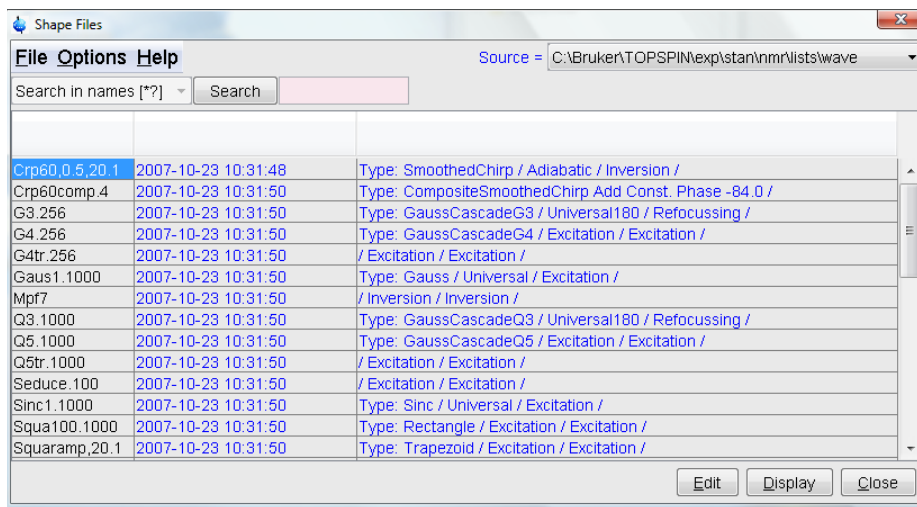 Shape Files
File Options Help Source = C:\Bruker\TOPSPIN\exp\stan\nmr\lists\wave
Search in names [*?] Search
Crp60,0.5,20.1 2007-10-23 10:31:48 Type: SmoothedChirp / Adiabatic / Inversion /
Crp60comp.4 2007-10-23 10:31:50 Type: CompositeSmoothedChirp Add Const. Phase -84.0 /
G3.256 2007-10-23 10:31:50 Type: GaussCascadeG3 / Universal180 / Refocussing /
G4.256 2007-10-23 10:31:50 Type: GaussCascadeG4 / Excitation / Excitation /
G4tr.256 2007-10-23 10:31:50 / Excitation / Excitation /
Gaus1.1000 2007-10-23 10:31:50 Type: Gauss / Universal / Excitation /
Mpf7 2007-10-23 10:31:50 / Inversion / Inversion /
Q3.1000 2007-10-23 10:31:50 Type: GaussCascadeQ3 / Universal180 / Refocussing /
Q5.1000 2007-10-23 10:31:50 Type: GaussCascadeQ5 / Excitation / Excitation /
Q5tr.1000 2007-10-23 10:31:50 / Excitation / Excitation /
Seduce.100 2007-10-23 10:31:50 / Excitation / Excitation /
Sinc1.1000 2007-10-23 10:31:50 Type: Sinc / Universal / Excitation /
Squa100.1000 2007-10-23 10:31:50 Type: Rectangle / Excitation / Excitation /
Squaramp,20.1 2007-10-23 10:31:50 Type: Trapezoid / Excitation / Excitation /
Edit Display Close